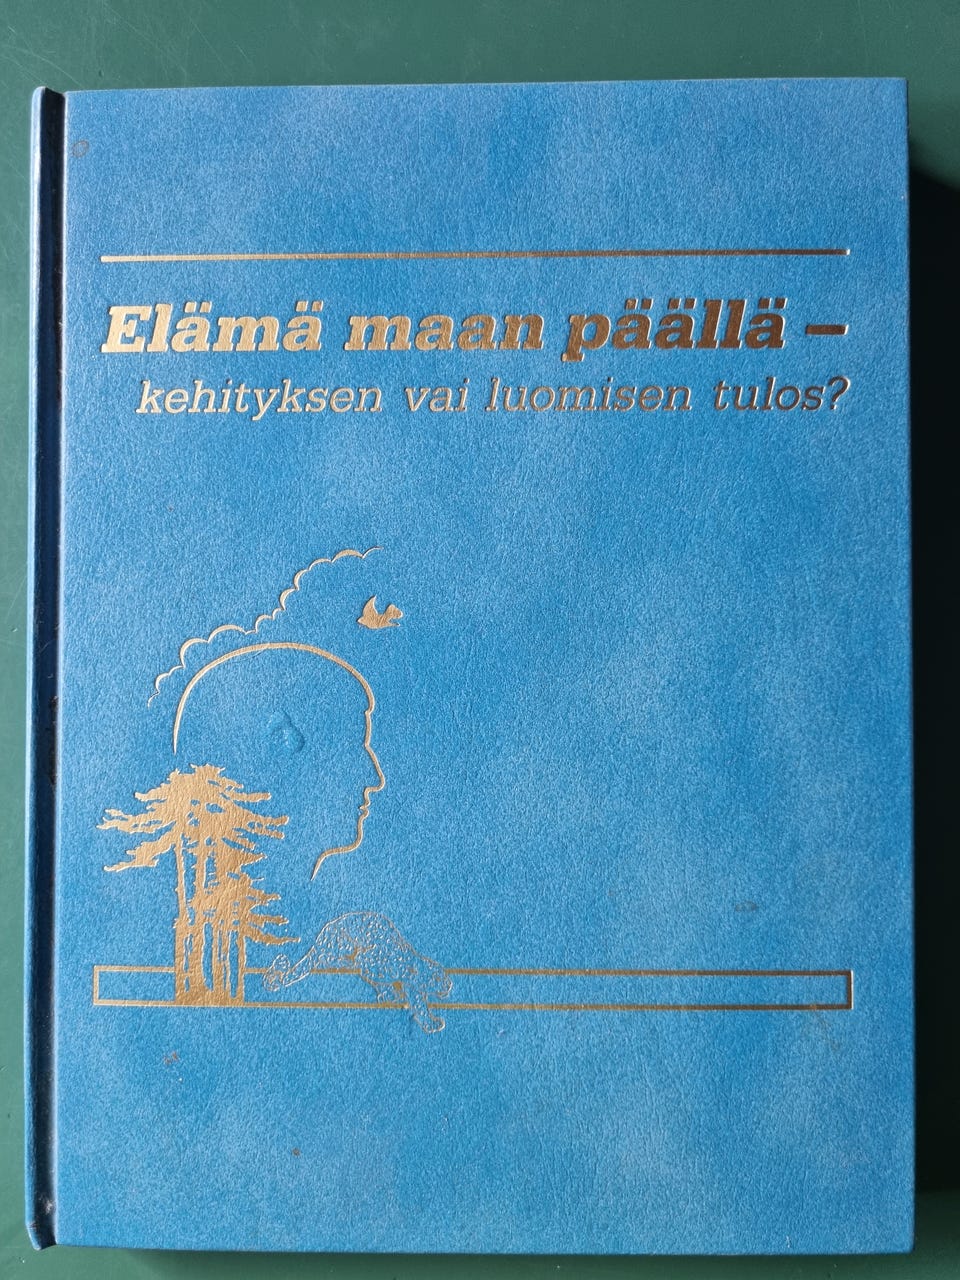 Elämä maan päällä –
kehityksen vai luomisen tulos?